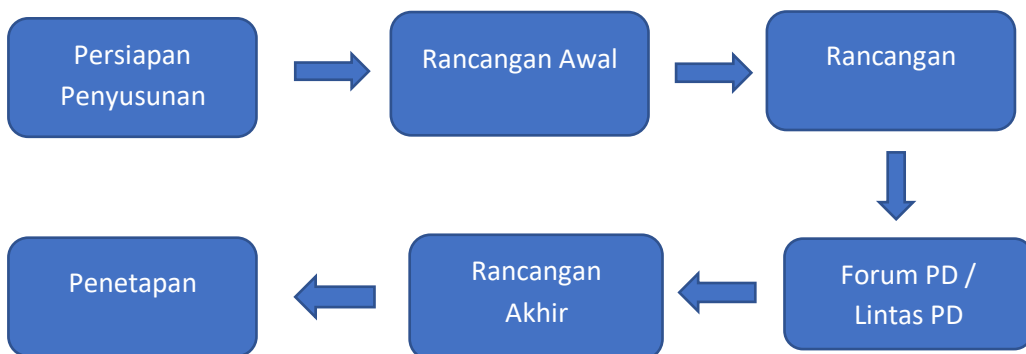 Persiapan
Penyusunan
Rancangan Awal
Rancangan
Forum PD /
Lintas PD
Rancangan
Akhir
Penetapan